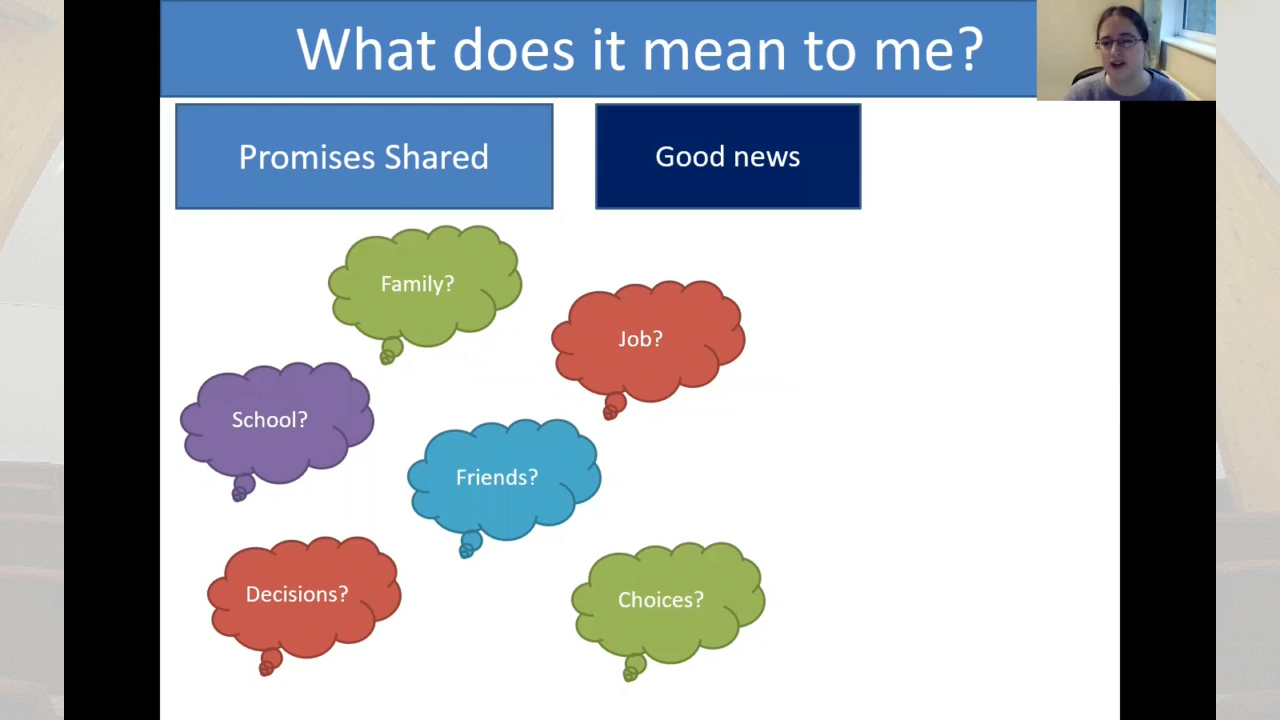 What does it mean to me?
Promises Shared
Good news
Family?
Job?
School?
Friends?
Decisions?
Choices?